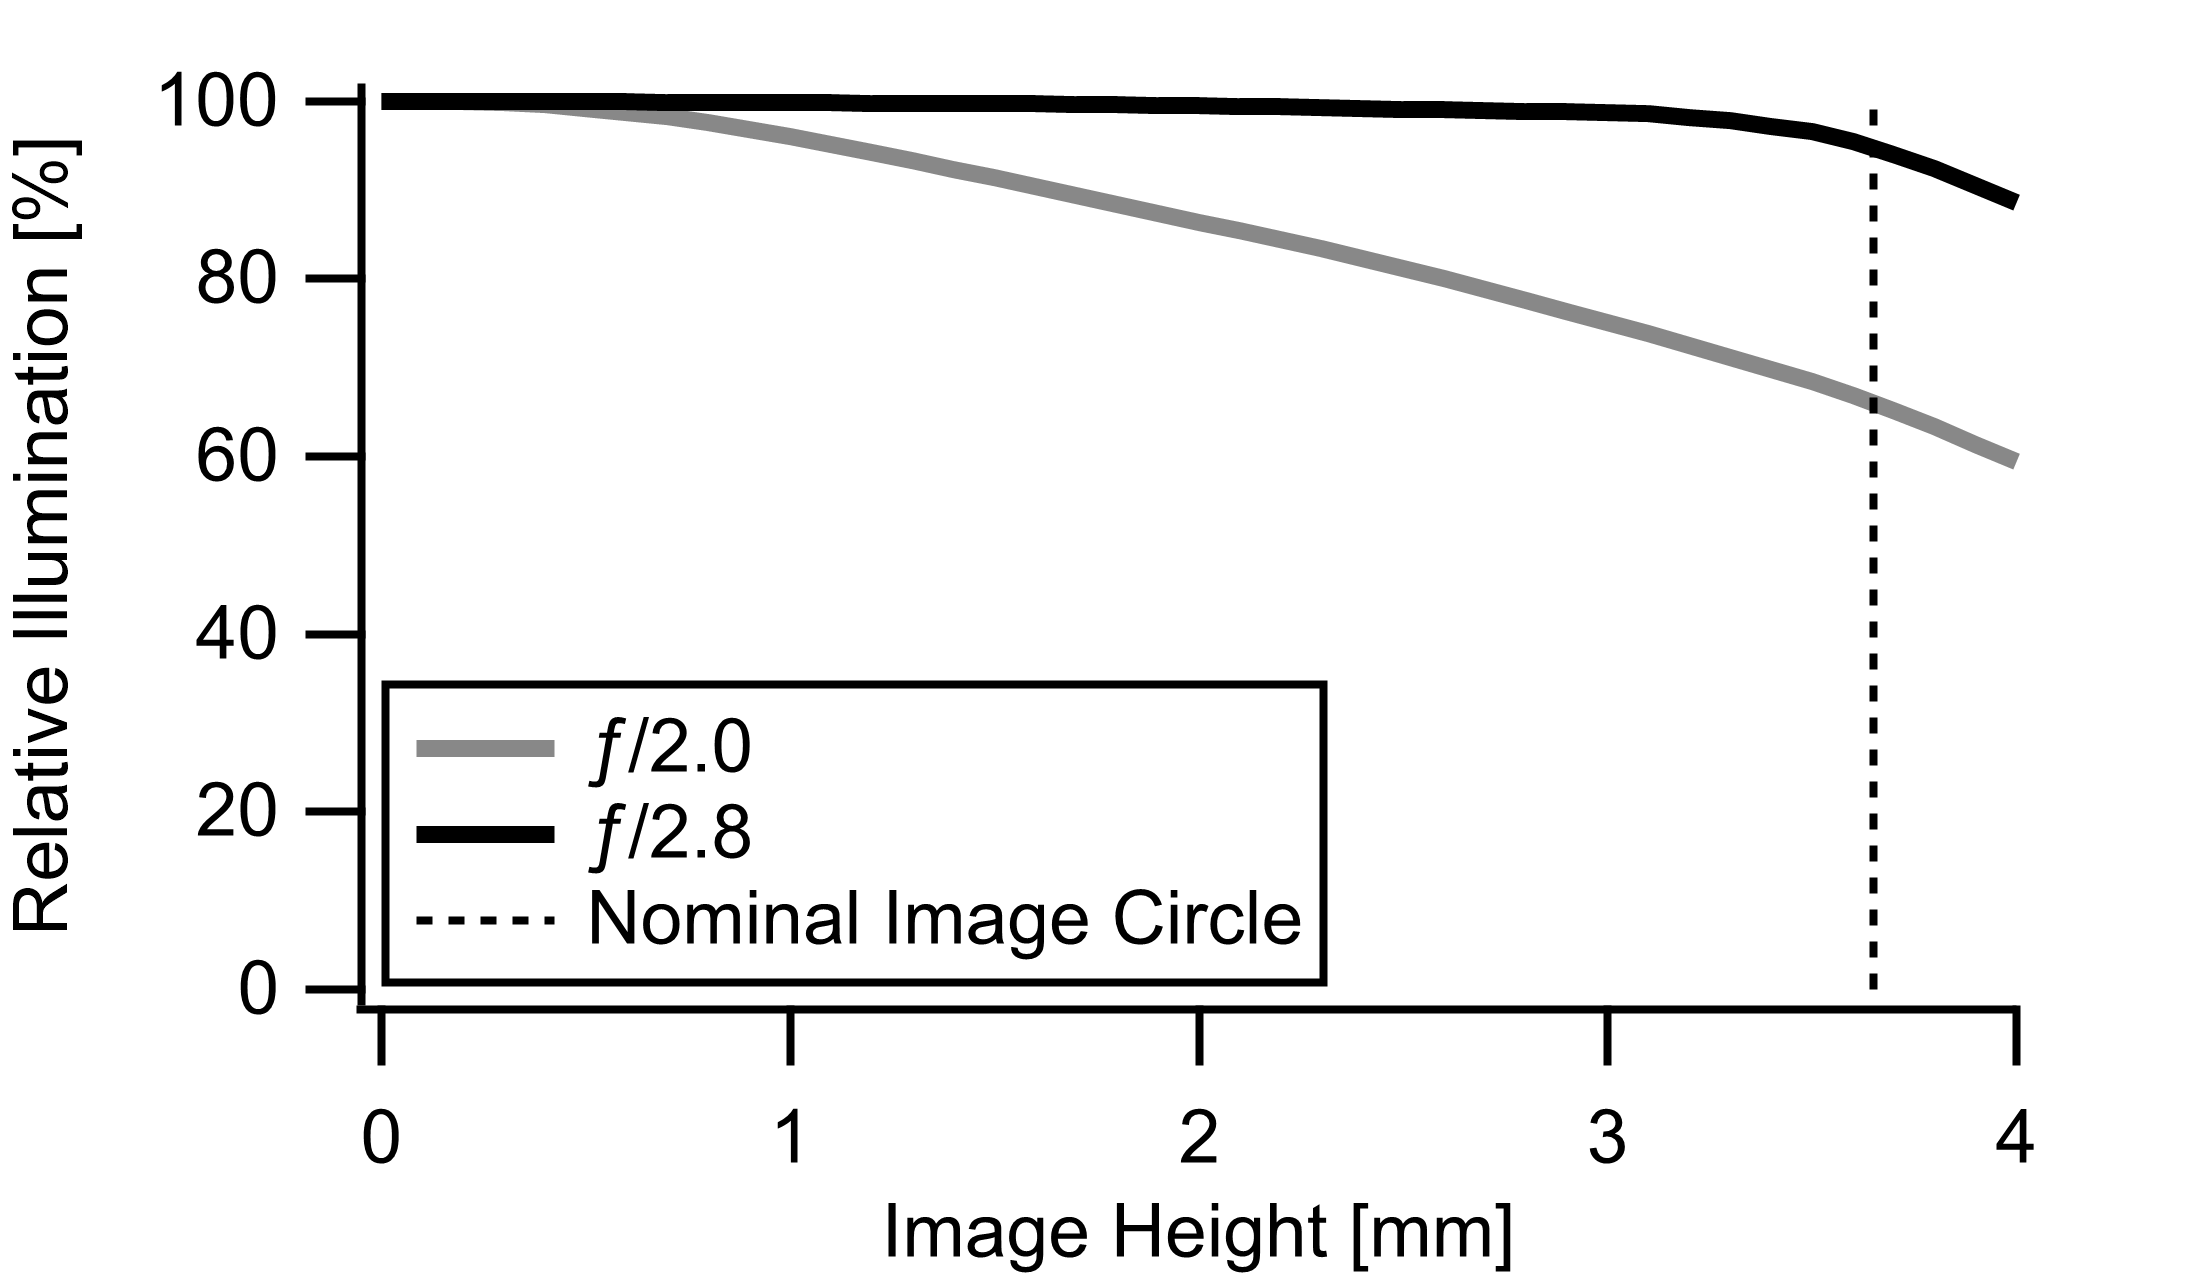 Relative Illumination [%]
100
80
60
40
20
0
ƒ/2.0
ƒ/2.8
Nominal Image Circle
0 1 2 3 4
Image Height [mm]